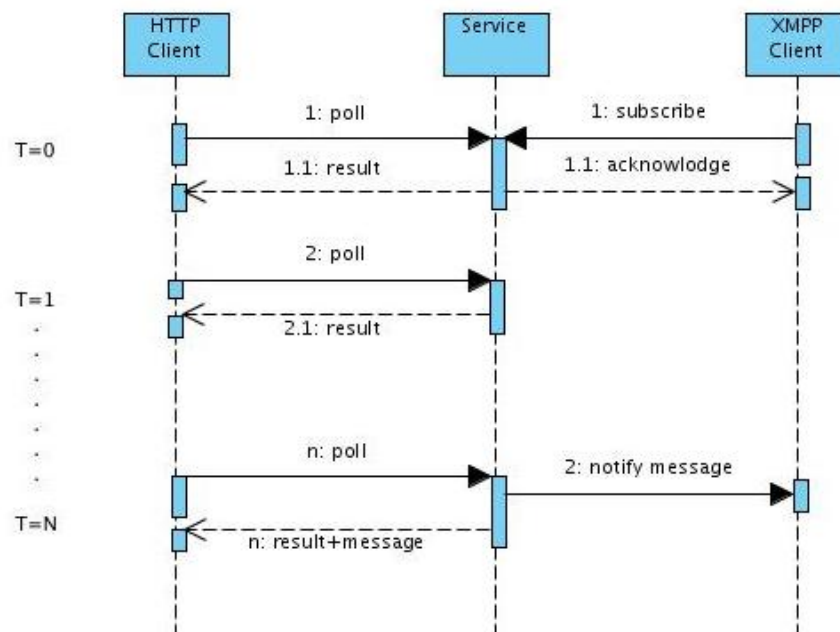 HTTP
Client
Service
XMPP
Client
1: poll
1: subscribe
T=0
1.1: result
1.1: acknowlodge
2: poll
T=1
2.1: result
n: poll
2: notify message
T=N
n: result+message